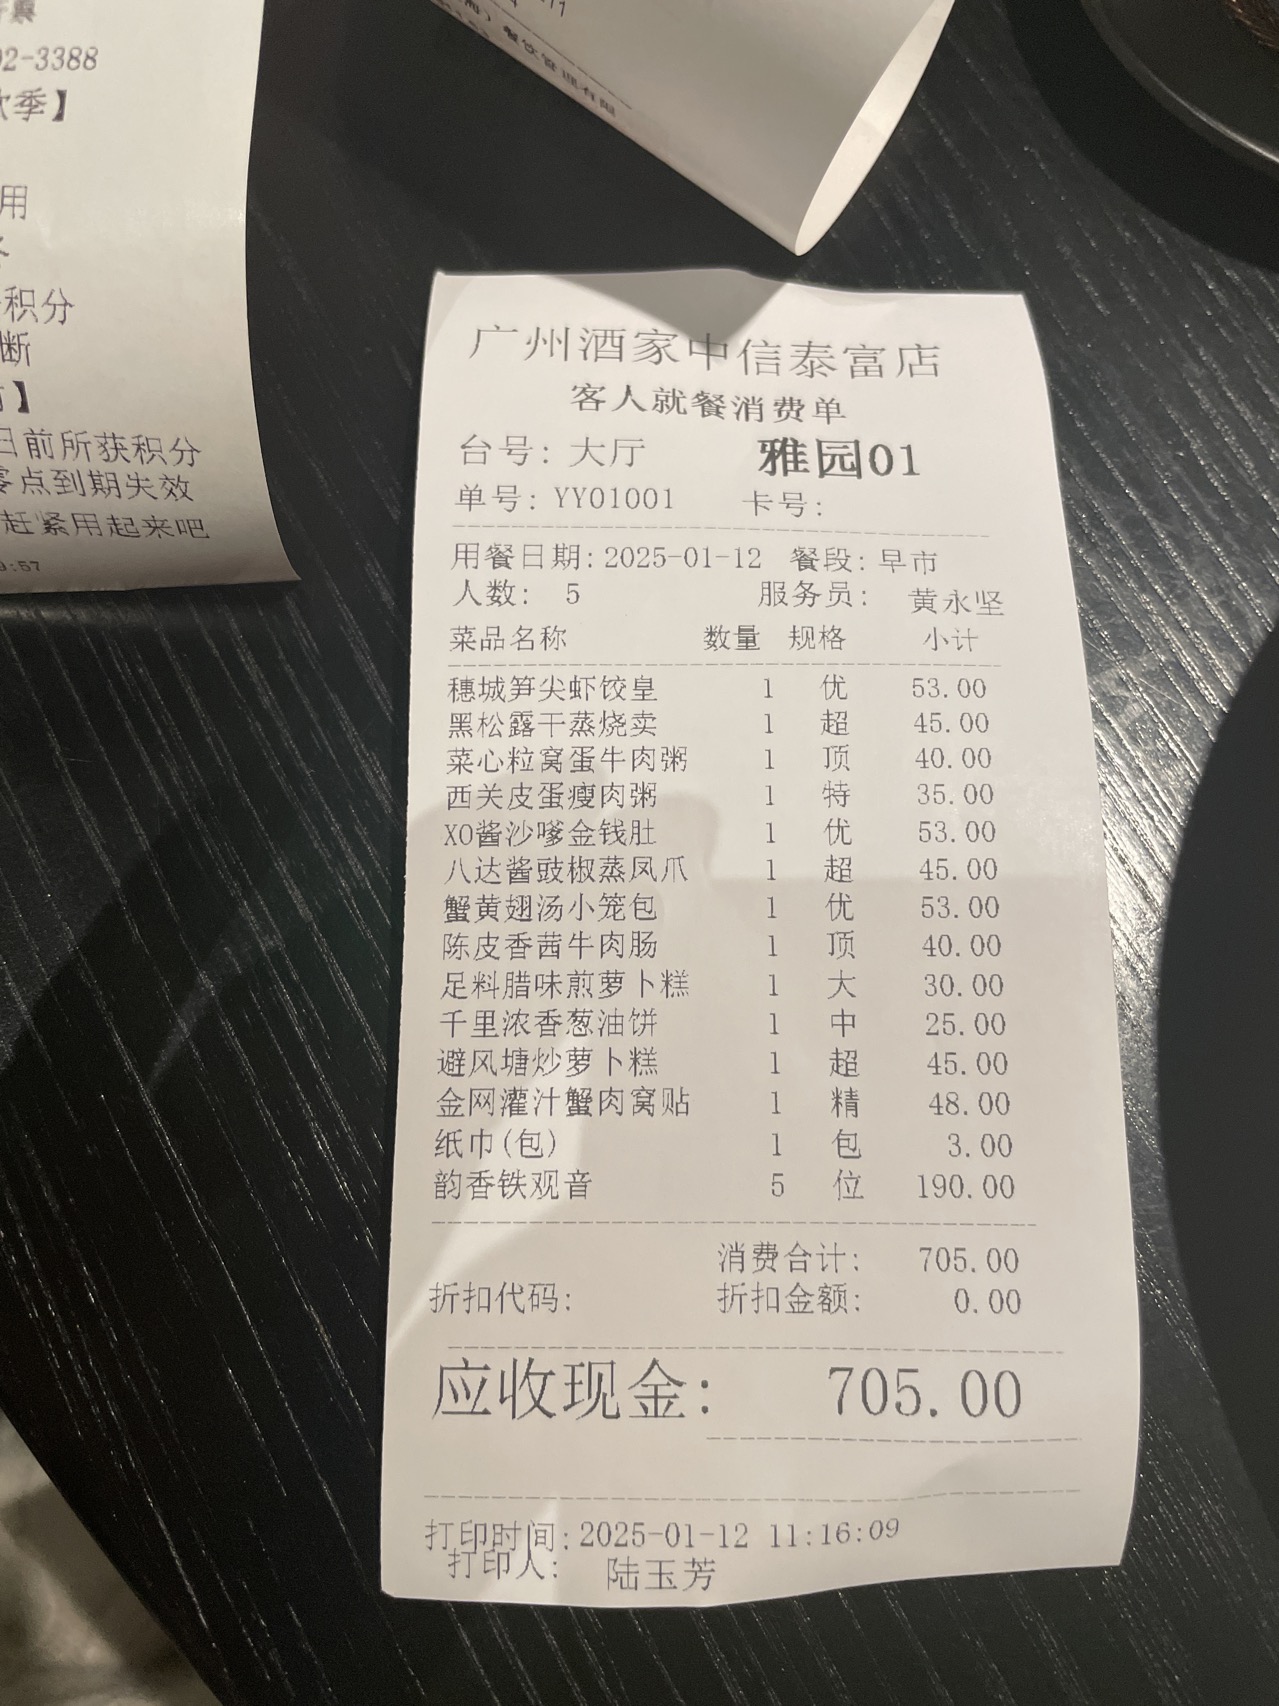 02-3388
季】
用
积分
断
】
日前所获积分
零点到期失效
赶紧用起来吧
:57
餐饮管理有限
广州酒家中信泰富店
客人就餐消费单
台号: 大厅 雅园01
单号: YY01001 卡号:
用餐日期: 2025-01-12 餐段: 早市
人数: 5 服务员: 黄永坚
菜品名称 数量 规格 小计
穗城笋尖虾饺皇 1 优 53.00
黑松露干蒸烧卖 1 超 45.00
菜心粒窝蛋牛肉粥 1 顶 40.00
西关皮蛋瘦肉粥 1 特 35.00
XO酱沙嗲金钱肚 1 优 53.00
八达酱豉椒蒸凤爪 1 超 45.00
蟹黄翅汤小笼包 1 优 53.00
陈皮香茜牛肉肠 1 顶 40.00
足料腊味煎萝卜糕 1 大 30.00
千里浓香葱油饼 1 中 25.00
避风塘炒萝卜糕 1 超 45.00
金网灌汁蟹肉窝贴 1 精 48.00
纸巾(包) 1 包 3.00
韵香铁观音 5 位 190.00
消费合计: 705.00
折扣代码: 折扣金额: 0.00
应收现金: 705.00
打印时间: 2025-01-12 11:16:09
打印人: 陆玉芳